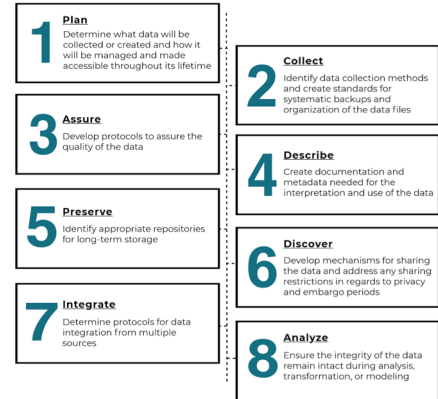 1
Plan
Determine what data will be
collected or created and how it
will be managed and made
accessible throughout its lifetime
2
Collect
Identify data collection methods
and create standards for
systematic backups and
organization of the data files
3
Assure
Develop protocols to assure the
quality of the data
4
Describe
Create documentation and
metadata needed for the
interpretation and use of the data
5
Preserve
Identify appropriate repositories
for long-term storage
6
Discover
Develop mechanisms for sharing
the data and address any sharing
restrictions in regards to privacy
and embargo periods
7
Integrate
Determine protocols for data
integration from multiple
sources
8
Analyze
Ensure the integrity of the data
remain intact during analysis,
transformation, or modeling